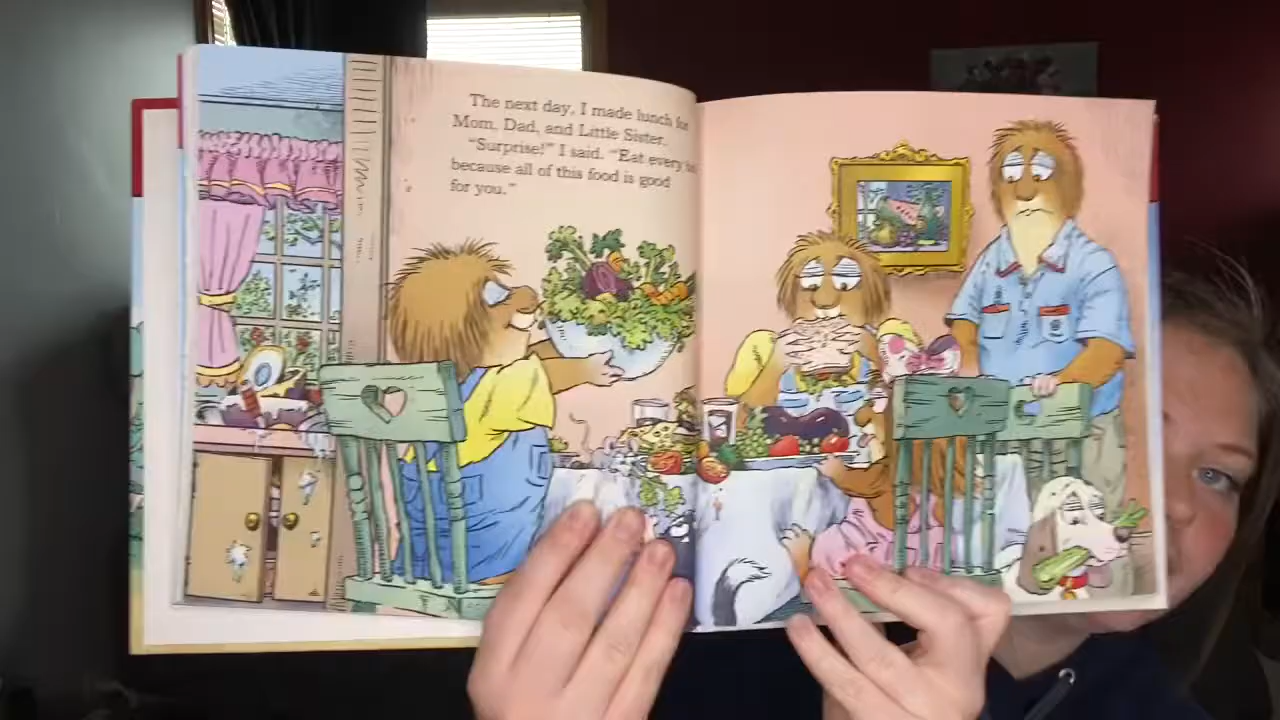 The next day, I made lunch for
Mom, Dad, and Little Sister.
"Surprise!" I said. "Eat every
because all of this food is good
for you."